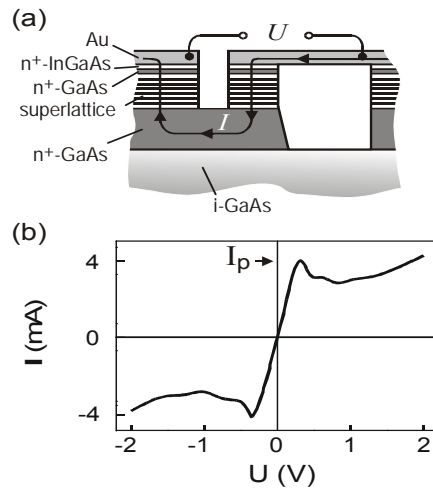 (a)
U
Au
n⁺-InGaAs
n⁺-GaAs
superlattice
I
n⁺-GaAs
i-GaAs
(b)
4
Iₚ
I (mA)
0
-4
-2 -1 0 1 2
U (V)